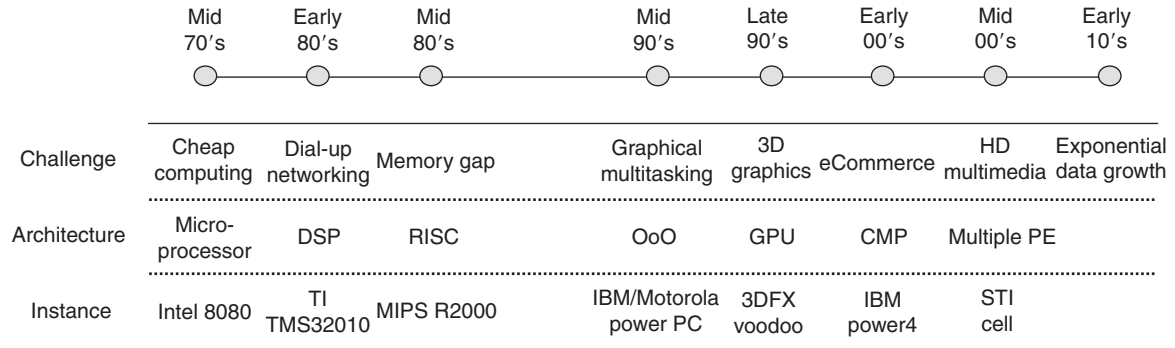 Mid Early Mid Mid Late Early Mid Early
70′s 80′s 80′s 90′s 90′s 00′s 00′s 10′s
Challenge
Cheap
computing
Dial-up
networking
Memory gap
Graphical
multitasking
3D
graphics
eCommerce
HD
multimedia
Exponential
data growth
Architecture
Micro-
processor
DSP
RISC
OoO
GPU
CMP
Multiple PE
Instance
Intel 8080
TI
TMS32010
MIPS R2000
IBM/Motorola
power PC
3DFX
voodoo
IBM
power4
STI
cell